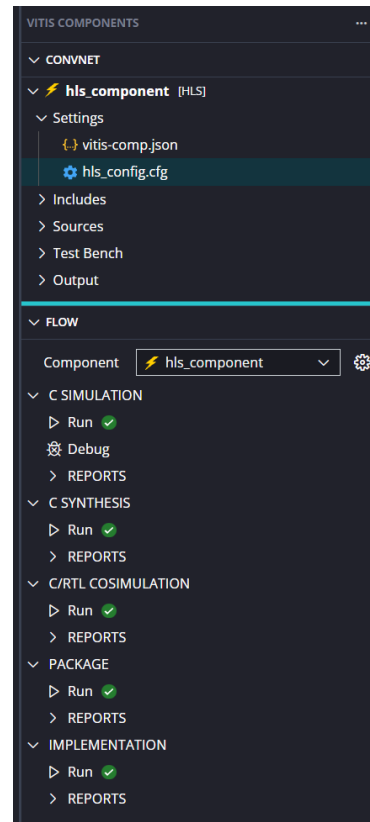 VITIS COMPONENTS ...
CONVNET
hls_component [HLS]
Settings
{..} vitis-comp.json
hls_config.cfg
Includes
Sources
Test Bench
Output
FLOW
Component hls_component
C SIMULATION
Run
Debug
REPORTS
C SYNTHESIS
Run
REPORTS
C/RTL COSIMULATION
Run
REPORTS
PACKAGE
Run
REPORTS
IMPLEMENTATION
Run
REPORTS